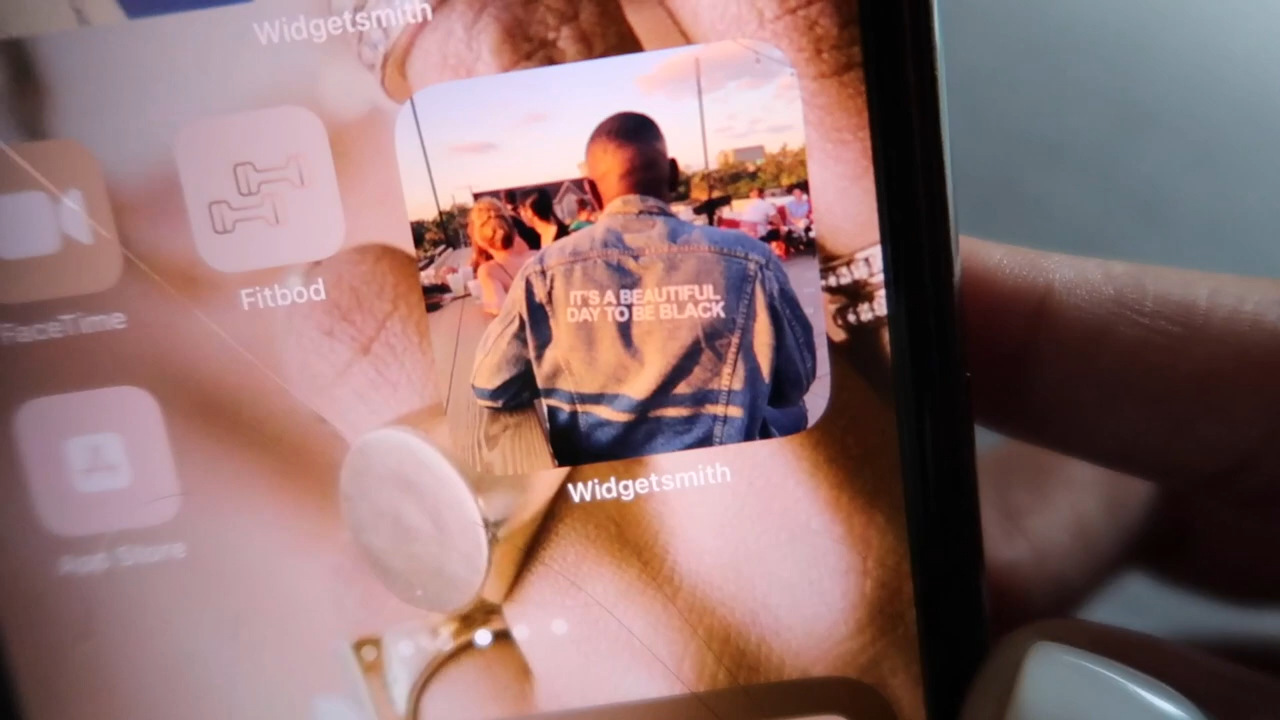 Widgetsmith
Fitbod
FaceTime
IT'S A BEAUTIFUL
DAY TO BE BLACK
Widgetsmith
App Store